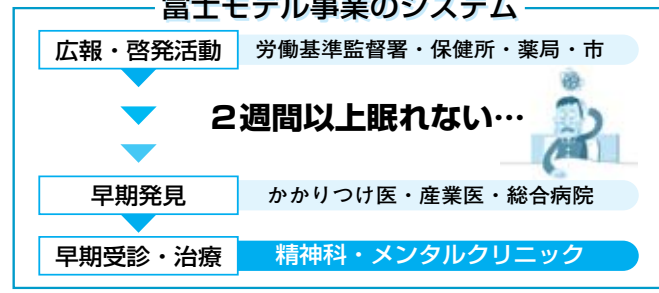 富士モデル事業のシステム
広報・啓発活動 労働基準監督署・保健所・薬局・市
2週間以上眠れない…
早期発見 かかりつけ医・産業医・総合病院
早期受診・治療 精神科・メンタルクリニック